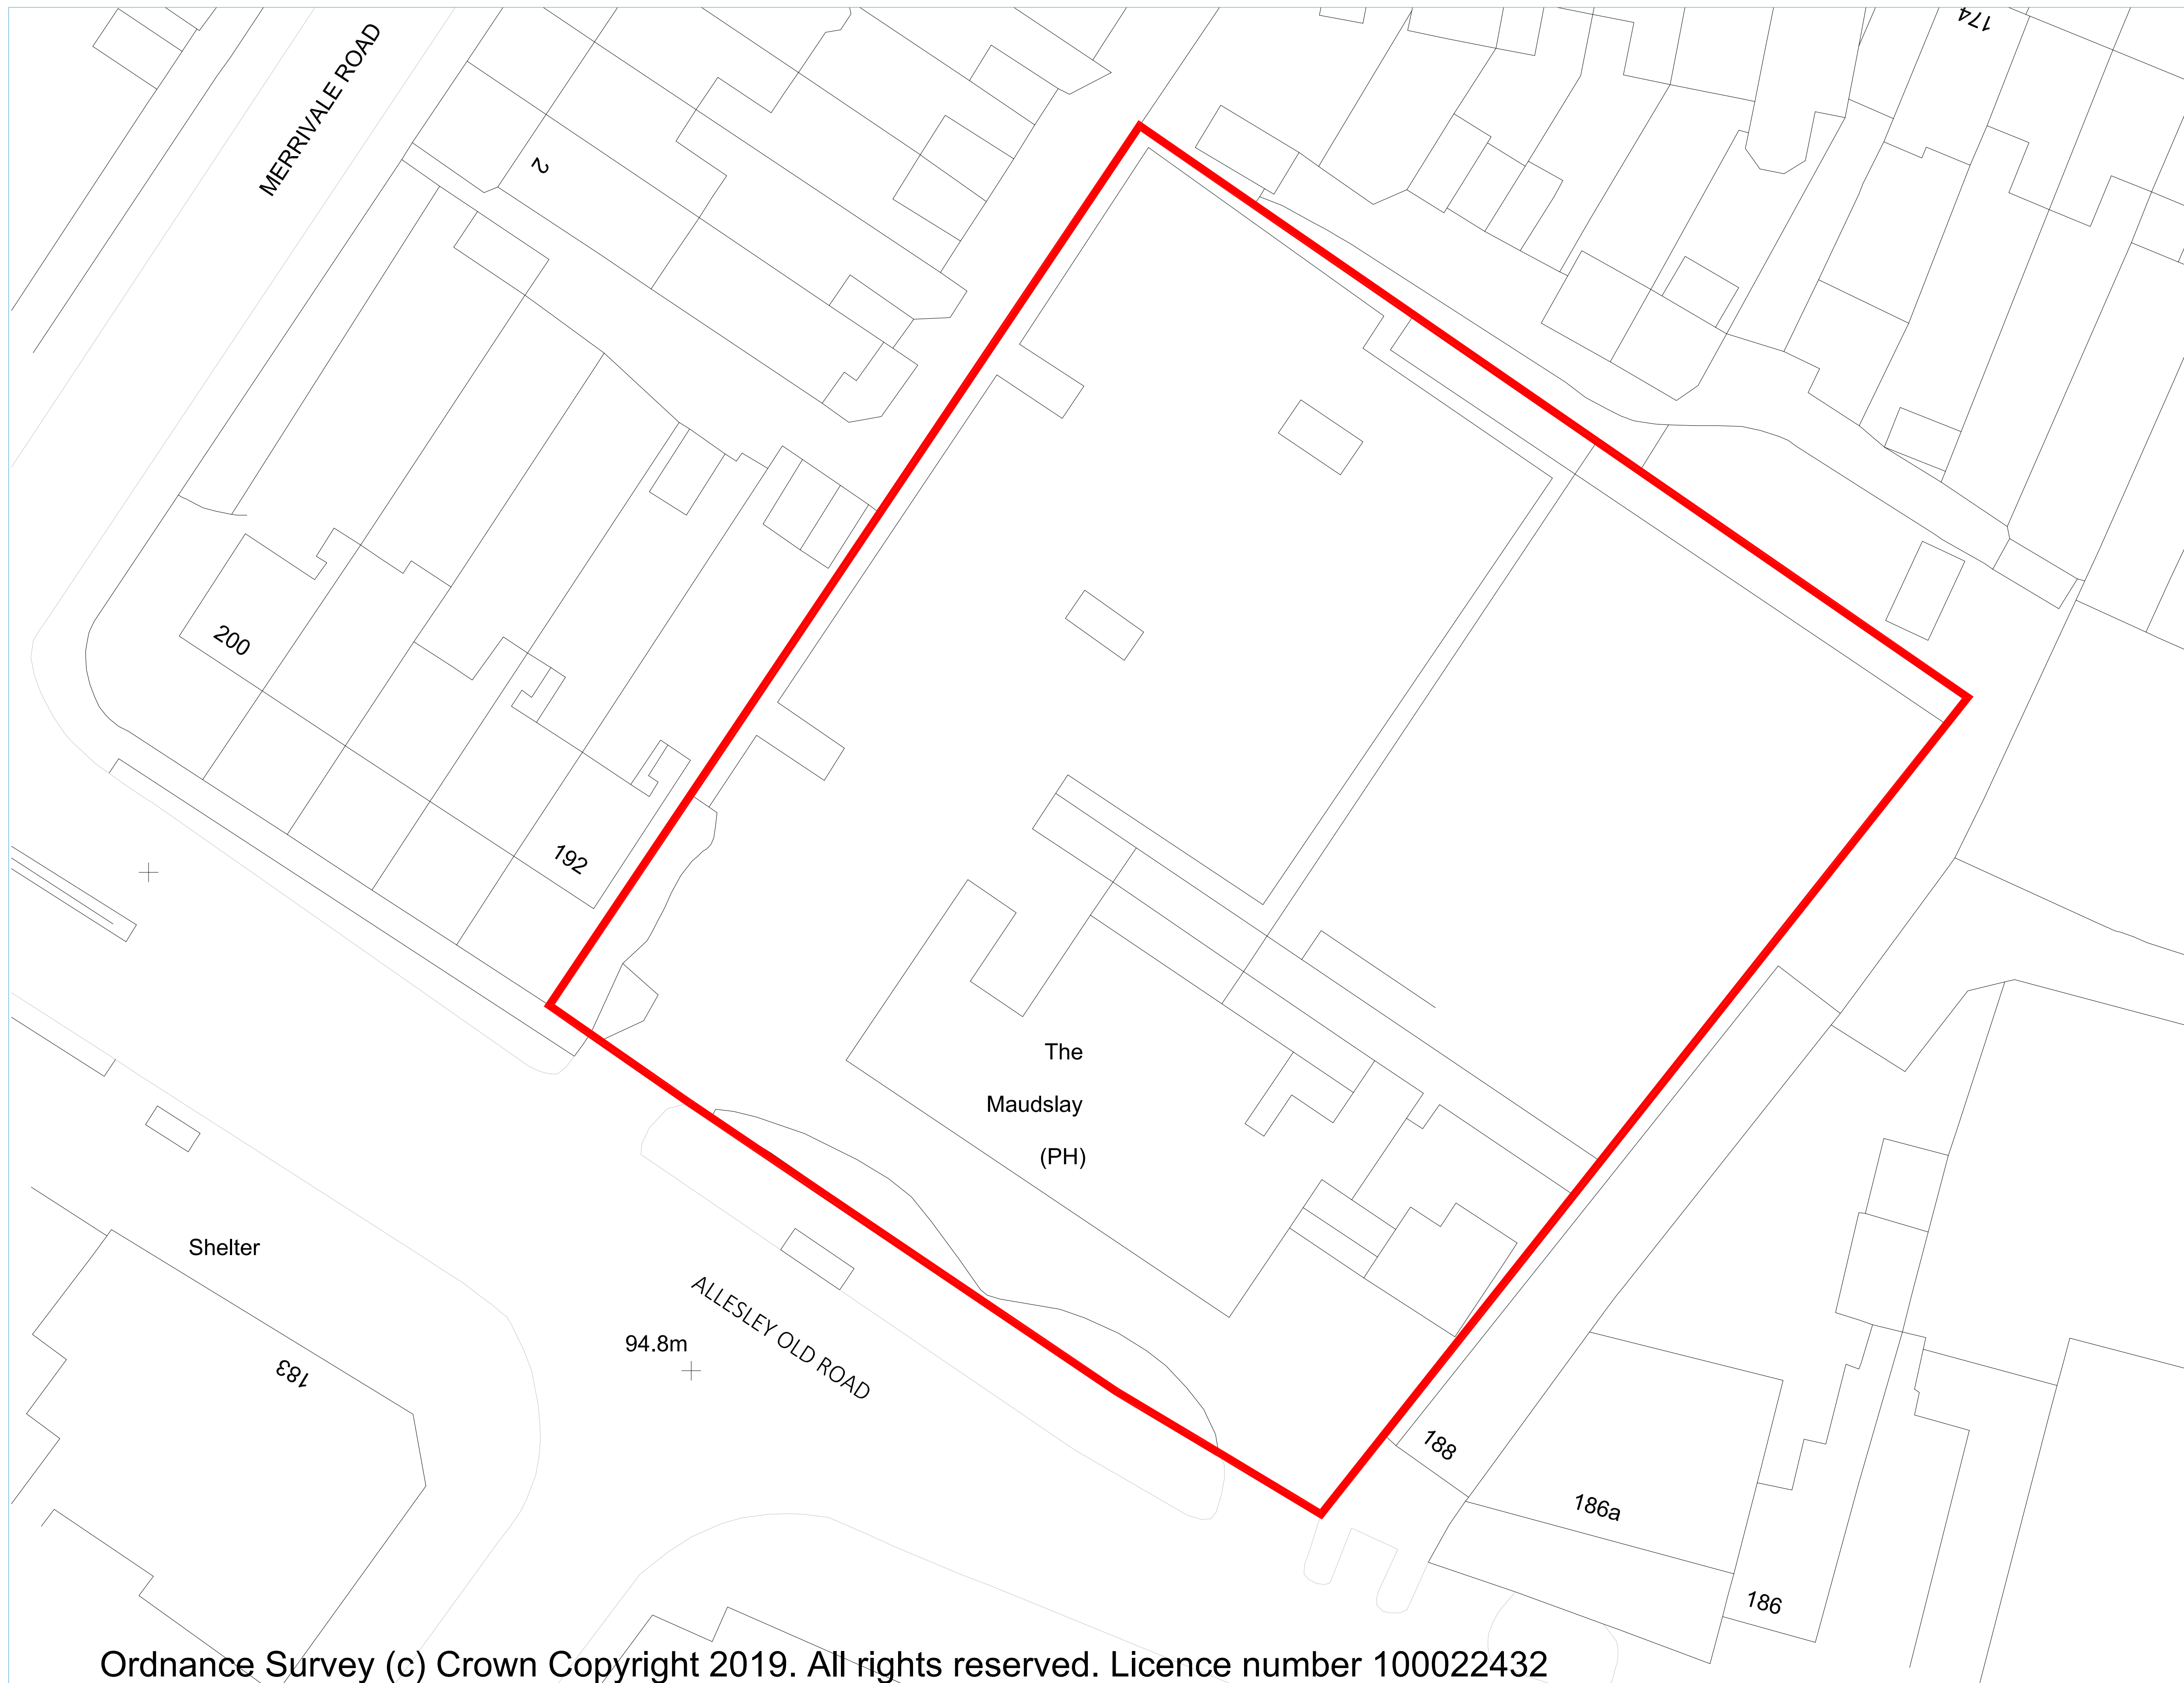 174
MERRIVALE ROAD
2
200
192
The
Maudslay
(PH)
Shelter
94.8m
ALLESLEY OLD ROAD
183
188
186a
186
Ordnance Survey (c) Crown Copyright 2019. All rights reserved. Licence number 100022432